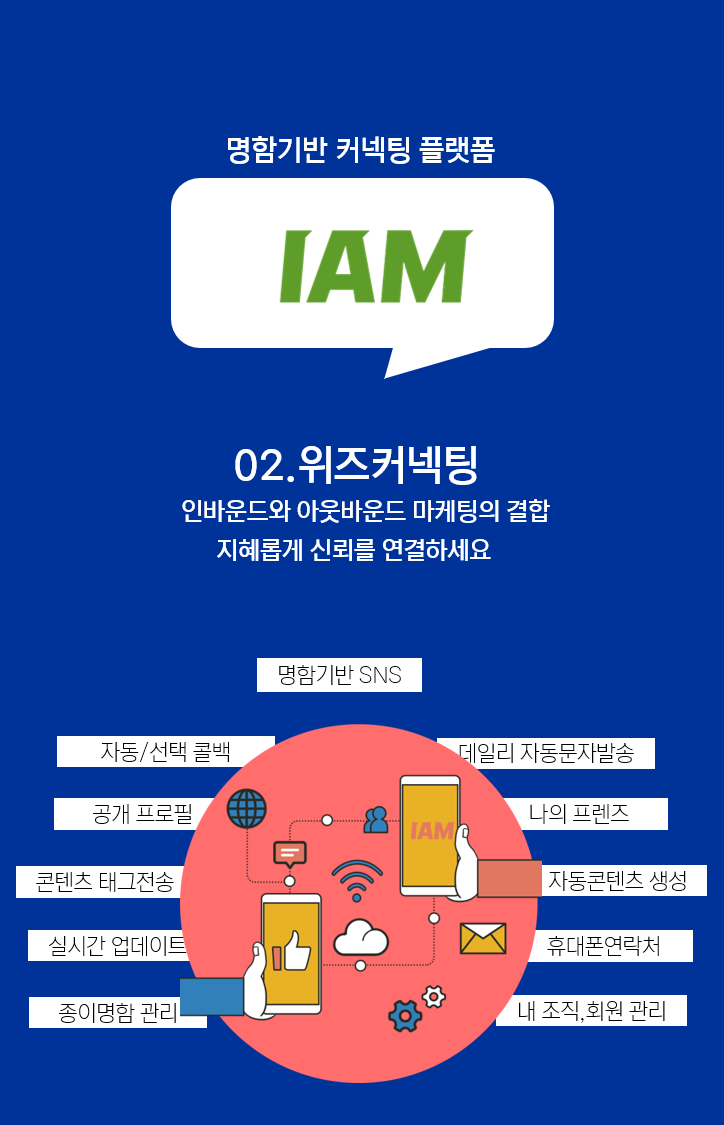 명함기반 커넥팅 플랫폼
IAM
02.위즈커넥팅
인바운드와 아웃바운드 마케팅의 결합
지혜롭게 신뢰를 연결하세요
명함기반 SNS
자동/선택 콜백
데일리 자동문자발송
공개 프로필
나의 프렌즈
IAM
콘텐츠 태그전송
자동콘텐츠 생성
실시간 업데이트
휴대폰연락처
종이명함 관리
내 조직,회원 관리